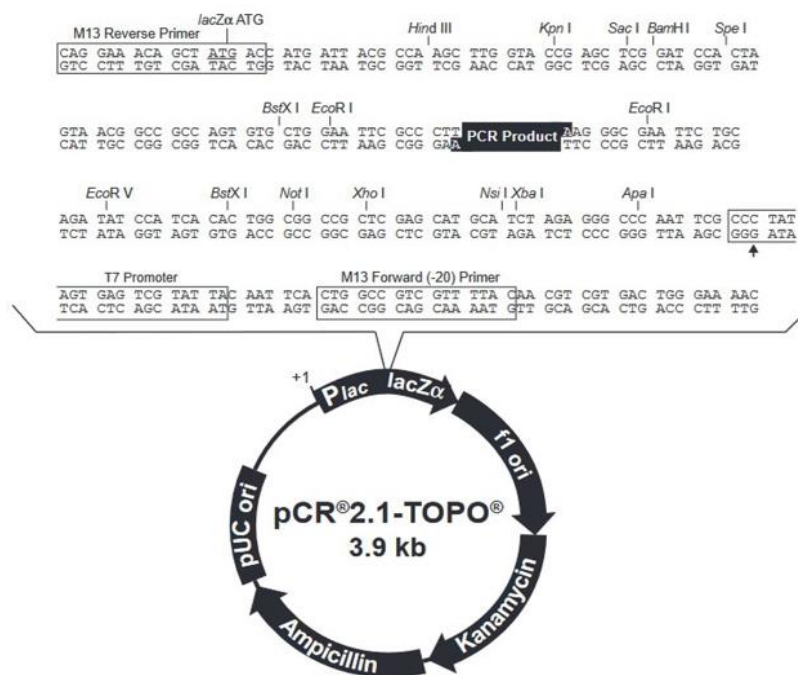 lacZα ATG
M13 Reverse Primer
Hind III Kpn I Sac I BamH I Spe I
CAG GAA ACA GCT ATG ACC ATG ATT ACG CCA AGC TTG GTA CCG AGC TCG GAT CCA CTA
GTC CTT TGT CGA TAC TGG TAC TAA TGC GGT TCG AAC CAT GGC TCG AGC CTA GGT GAT
BstX I EcoR I EcoR I
GTA ACG GCC GCC AGT GTG CTG GAA TTC GCC CTT PCR Product AAG GGC GAA TTC TGC
CAT TGC CGG CGG TCA CAC GAC CTT AAG CGG GAA TTC CCG CTT AAG ACG
EcoR V BstX I Not I Xho I Nsi I Xba I Apa I
AGA TAT CCA TCA CAC TGG CGG CCG CTC GAG CAT GCA TCT AGA GGG CCC AAT TCG CCC TAT
TCT ATA GGT AGT GTG ACC GCC GGC GAG CTC GTA CGT AGA TCT CCC GGG TTA AGC GGG ATA
T7 Promoter M13 Forward (-20) Primer
AGT GAG TCG TAT TAC AAT TCA CTG GCC GTC GTT TTA CAA CGT CGT GAC TGG GAA AAC
TCA CTC AGC ATA ATG TTA AGT GAC CGG CAG CAA AAT GTT GCA GCA CTG ACC CTT TTG
+1
Plac lacZα
f1 ori
pUC ori
pCR®2.1-TOPO®
3.9 kb
Kanamycin
Ampicillin